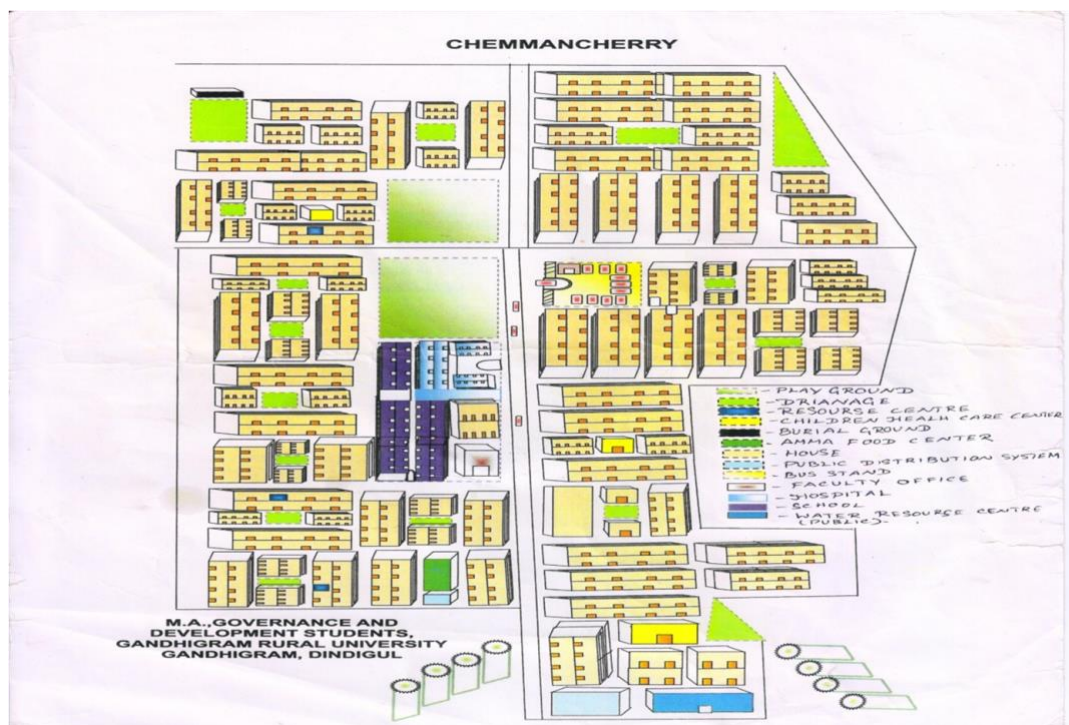 CHEMMANCHERRY
- PLAY GROUND
- DRIANAGE
- RESOURSE CENTRE
- CHILDREN HEALH CARE CENTER
- BURIAL GROUND
- AMMA FOOD CENTER
- HOUSE
- PUBLIC DISTRIBUTION SYSTEM
- BUS STAND
- FACULTY OFFICE
- HOSPITAL
- SCHOOL
- WATER RESOURSE CENTRE
(PUBLIC)-
M.A.,GOVERNANCE AND
DEVELOPMENT STUDENTS,
GANDHIGRAM RURAL UNIVERSITY
GANDHIGRAM, DINDIGUL